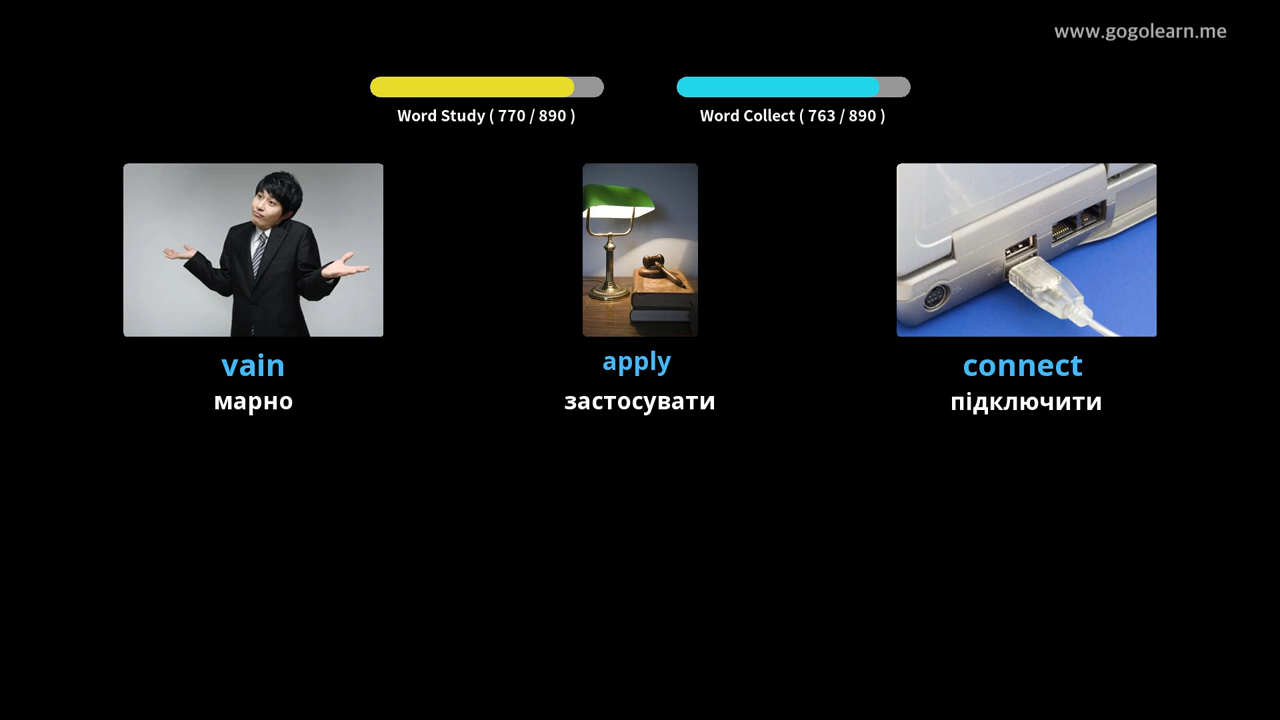 www.gogolearn.me
Word Study ( 770 / 890 )
Word Collect ( 763 / 890 )
vain
apply
connect
марно
застосувати
підключити